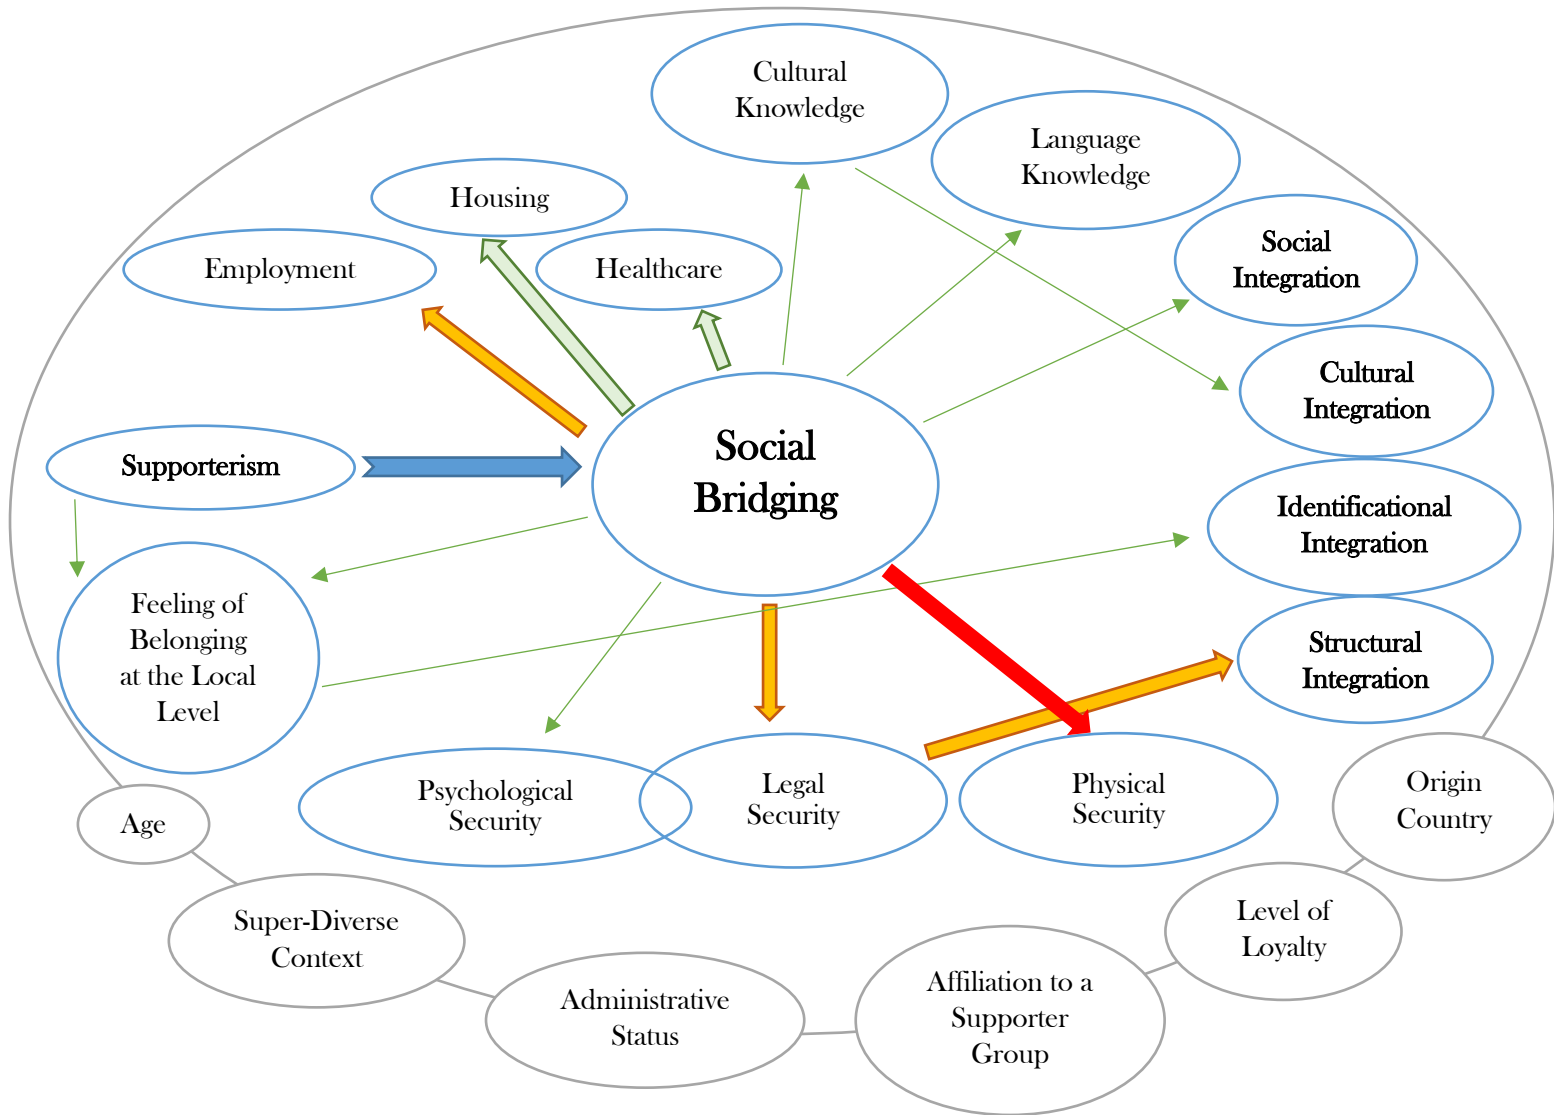 Cultural
Knowledge
Language
Knowledge
Housing
Social
Integration
Employment
Healthcare
Cultural
Integration
Social
Bridging
Supporterism
Identificational
Integration
Feeling of
Belonging
at the Local
Level
Structural
Integration
Psychological
Security
Legal
Security
Physical
Security
Origin
Country
Age
Super-Diverse
Context
Level of
Loyalty
Administrative
Status
Affiliation to a
Supporter
Group